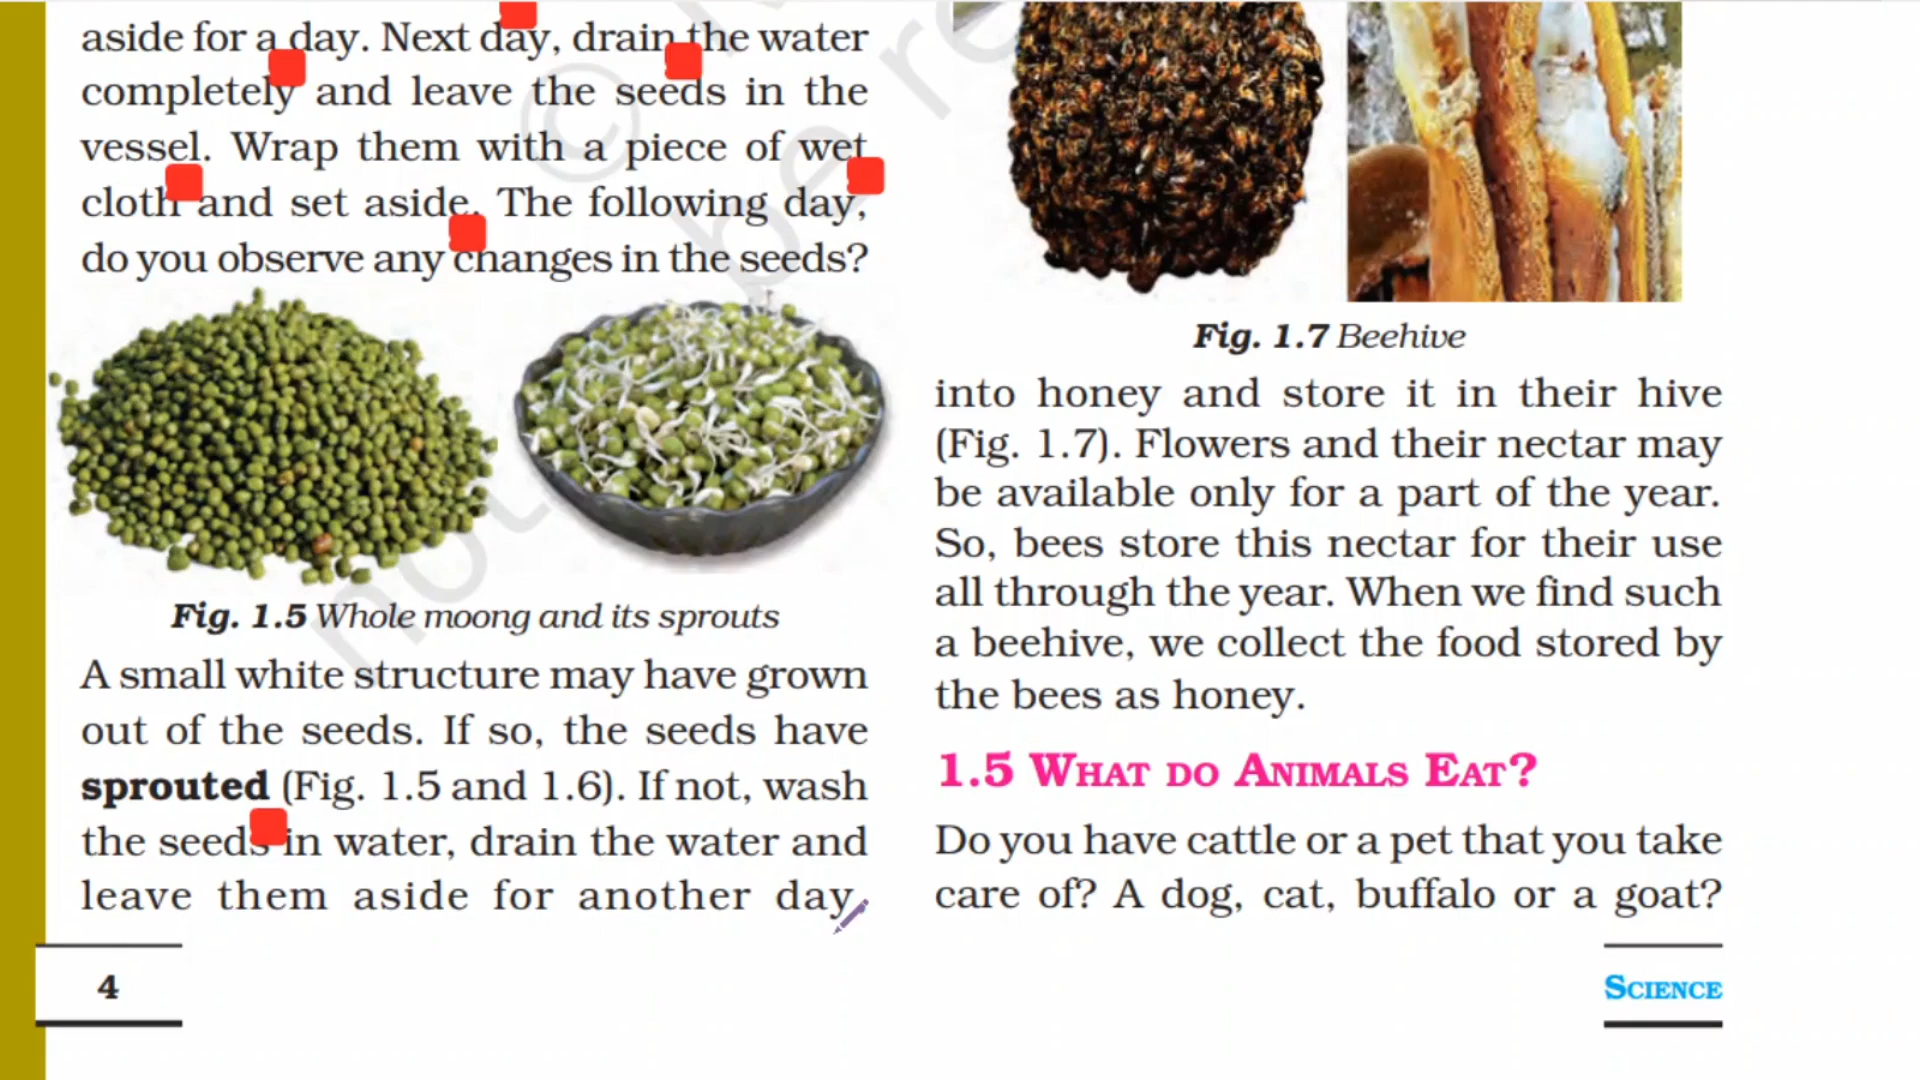 aside for a day. Next day, drain the water
completely and leave the seeds in the
vessel. Wrap them with a piece of wet
cloth and set aside. The following day,
do you observe any changes in the seeds?
Fig. 1.5 Whole moong and its sprouts
A small white structure may have grown
out of the seeds. If so, the seeds have
sprouted (Fig. 1.5 and 1.6). If not, wash
the seeds in water, drain the water and
leave them aside for another day.
4
Fig. 1.7 Beehive
into honey and store it in their hive
(Fig. 1.7). Flowers and their nectar may
be available only for a part of the year.
So, bees store this nectar for their use
all through the year. When we find such
a beehive, we collect the food stored by
the bees as honey.
1.5 WHAT DO ANIMALS EAT?
Do you have cattle or a pet that you take
care of? A dog, cat, buffalo or a goat?
SCIENCE
©
not
be re